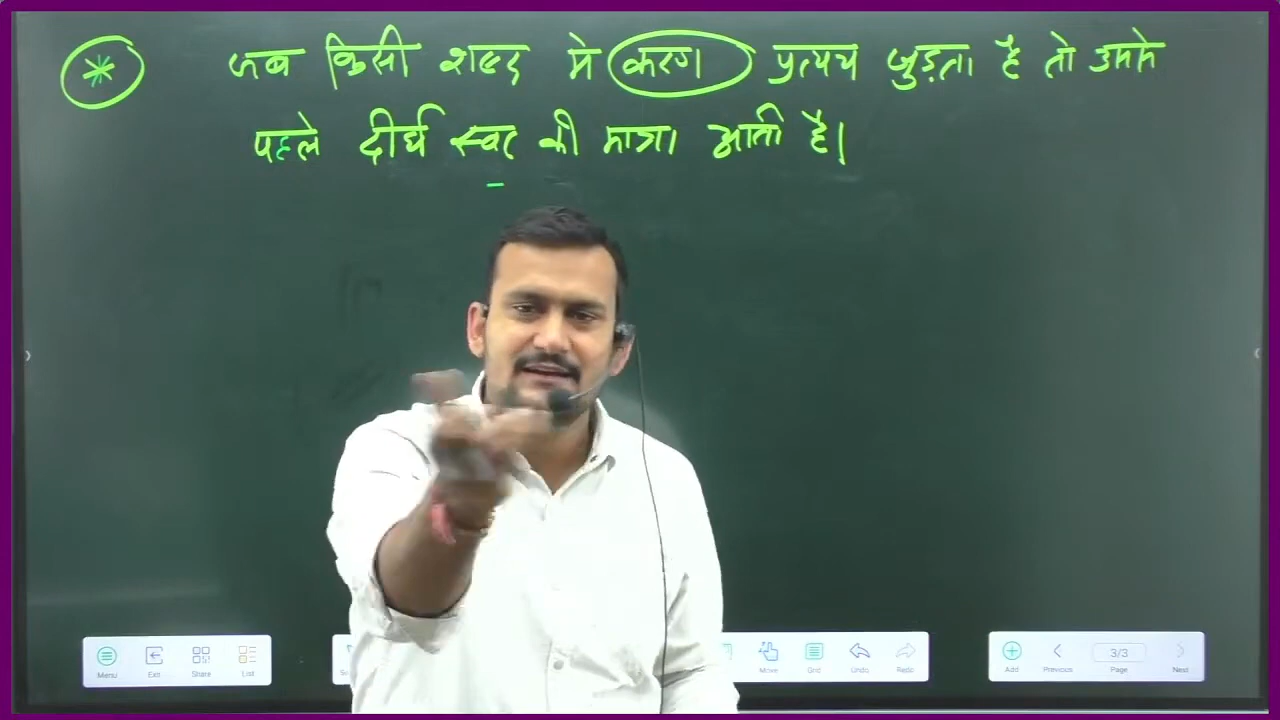 * जब किसी शब्द मे करण प्रत्यय जुड़ता है तो उसमे
पहले दीर्घ स्वर की मात्रा आती है।
Menu Exit Share List Move Grid Undo Redo Add Previous 3/3 Page Next